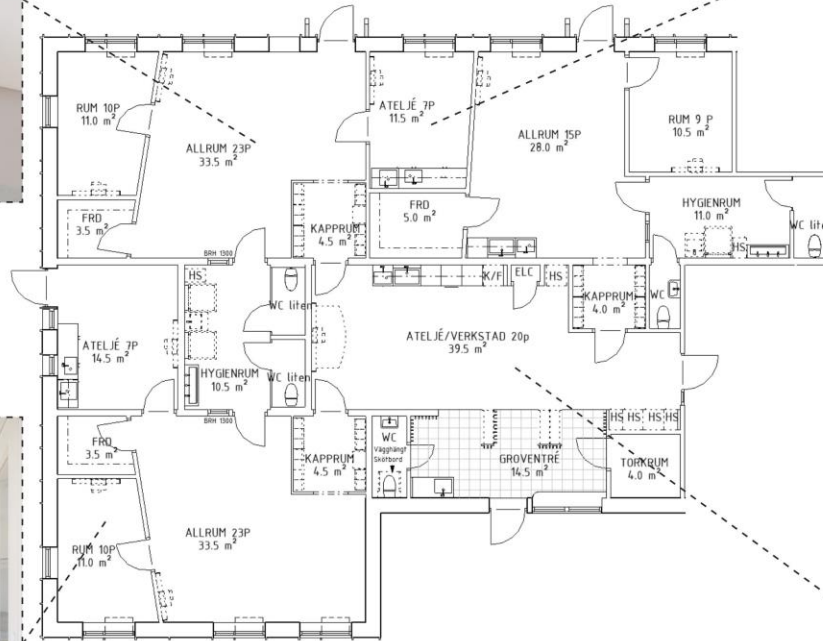 RUM 10P
11.0 m²
ALLRUM 23P
33.5 m²
ATELJÉ 7P
11.5 m²
ALLRUM 15P
28.0 m²
RUM 9 P
10.5 m²
FRD
3.5 m²
KAPPRUM
4.5 m²
FRD
5.0 m²
HYGIENRUM
11.0 m²
HS
WC lite
BRH 1300
HS
WC liten
K/F
ELC
HS
KAPPRUM
4.0 m²
WC
ATELJÉ 7P
14.5 m²
ATELJÉ/VERKSTAD 20p
39.5 m²
HYGIENRUM
10.5 m²
WC liten
BRH 1300
FRD
3.5 m²
KAPPRUM
4.5 m²
WC
Vägghängt
Skötbord
GROVENTRÉ
14.5 m²
HS HS HS HS
TORKRUM
4.0 m²
RUM 10P
11.0 m²
ALLRUM 23P
33.5 m²